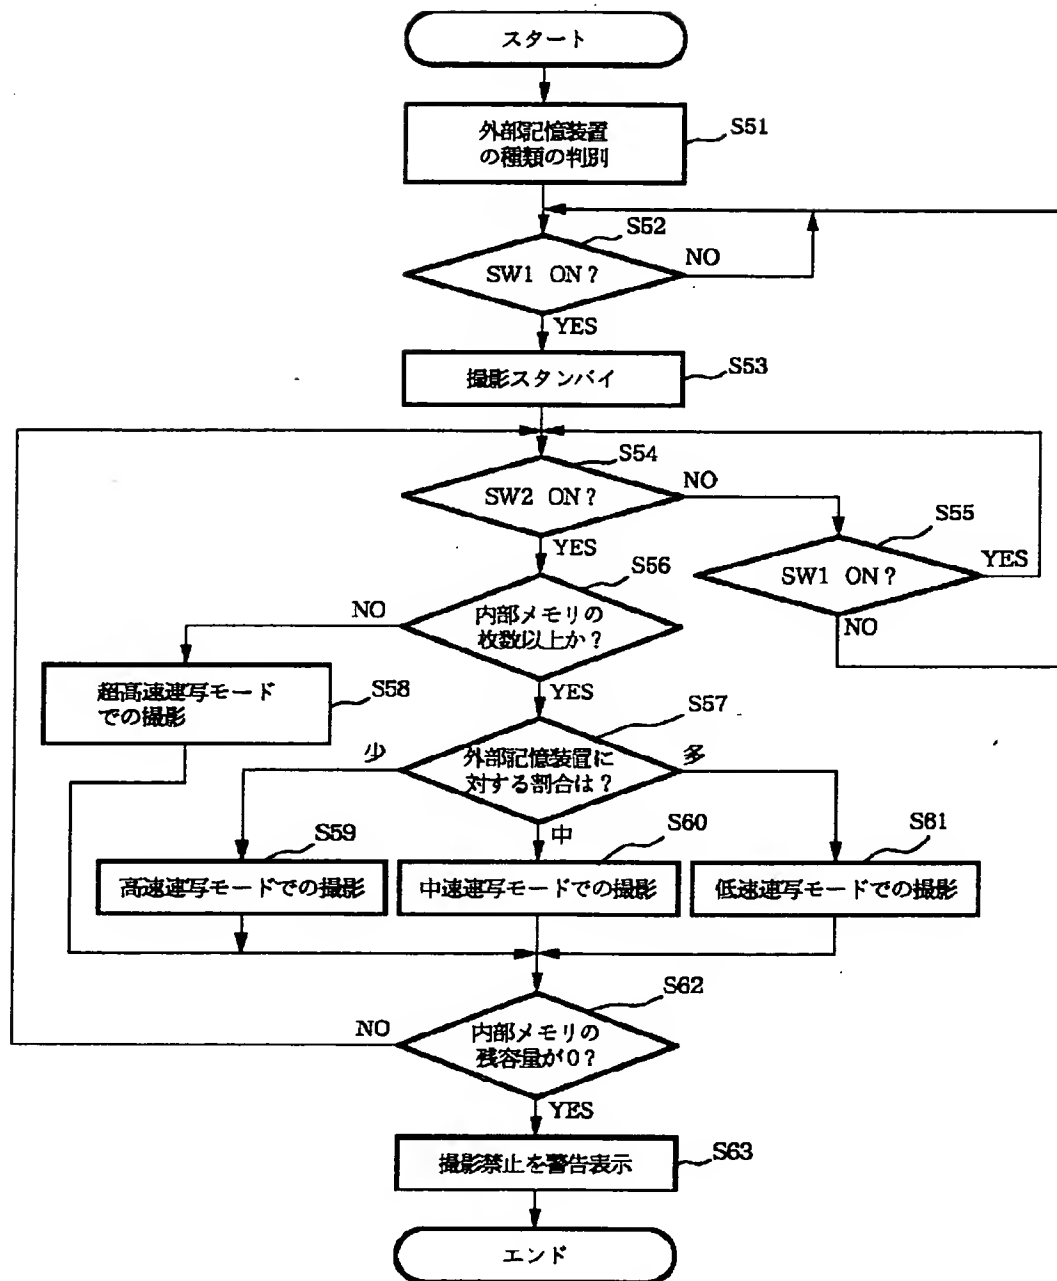 スタート
外部記憶装置
の種類の判別
S51
S52
SW1 ON?
NO
YES
撮影スタンバイ
S53
S54
SW2 ON?
NO
S55
YES
SW1 ON?
YES
NO
S56
NO
内部メモリの
枚数以上か?
YES
超高速連写モード
での撮影
S58
S57
少
外部記憶装置に
対する割合は?
多
中
S59
高速連写モードでの撮影
S60
中速連写モードでの撮影
S61
低速連写モードでの撮影
S62
NO
内部メモリの
残容量が0?
YES
撮影禁止を警告表示
S63
エンド